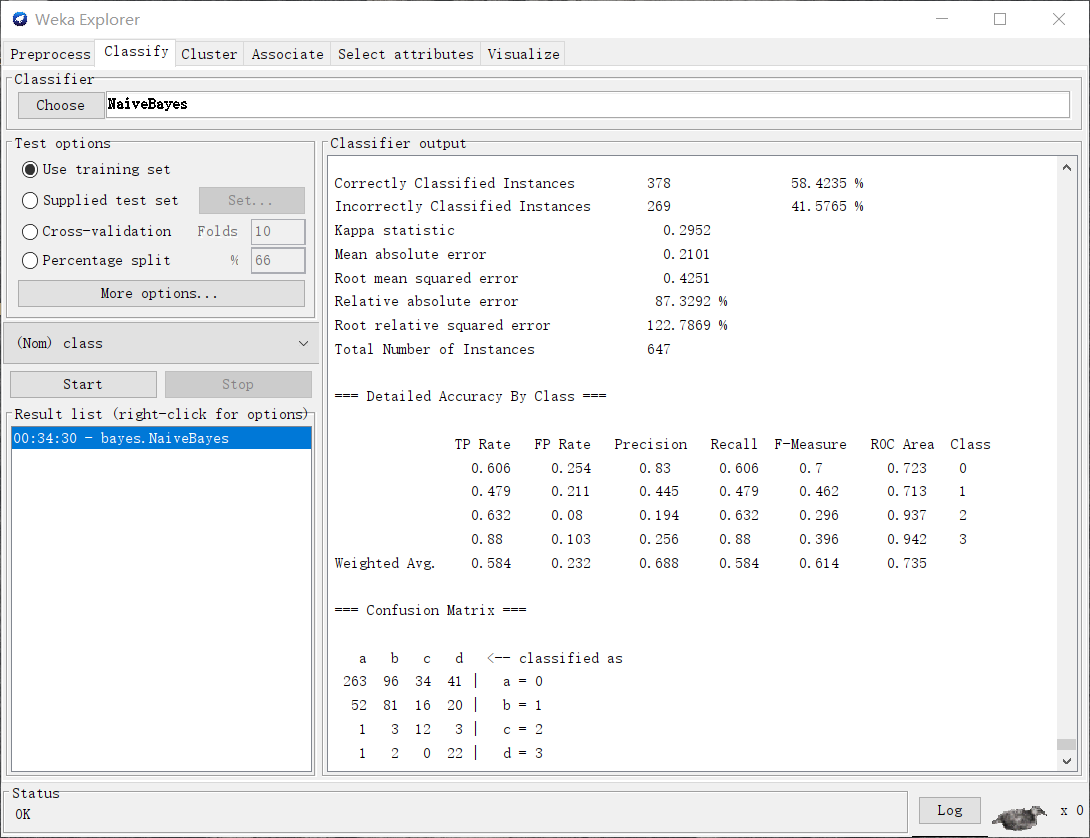 Weka Explorer
Preprocess Classify Cluster Associate Select attributes Visualize
Classifier
Choose NaiveBayes
Test options
Use training set
Supplied test set Set...
Cross-validation Folds 10
Percentage split % 66
More options...
(Nom) class
Start Stop
Result list (right-click for options)
00:34:30 - bayes.NaiveBayes
Classifier output
Correctly Classified Instances 378 58.4235 %
Incorrectly Classified Instances 269 41.5765 %
Kappa statistic 0.2952
Mean absolute error 0.2101
Root mean squared error 0.4251
Relative absolute error 87.3292 %
Root relative squared error 122.7869 %
Total Number of Instances 647
=== Detailed Accuracy By Class ===
TP Rate FP Rate Precision Recall F-Measure ROC Area Class
0.606 0.254 0.83 0.606 0.7 0.723 0
0.479 0.211 0.445 0.479 0.462 0.713 1
0.632 0.08 0.194 0.632 0.296 0.937 2
0.88 0.103 0.256 0.88 0.396 0.942 3
Weighted Avg. 0.584 0.232 0.688 0.584 0.614 0.735
=== Confusion Matrix ===
a b c d <-- classified as
263 96 34 41 | a = 0
52 81 16 20 | b = 1
1 3 12 3 | c = 2
1 2 0 22 | d = 3
Status
OK
Log
x 0